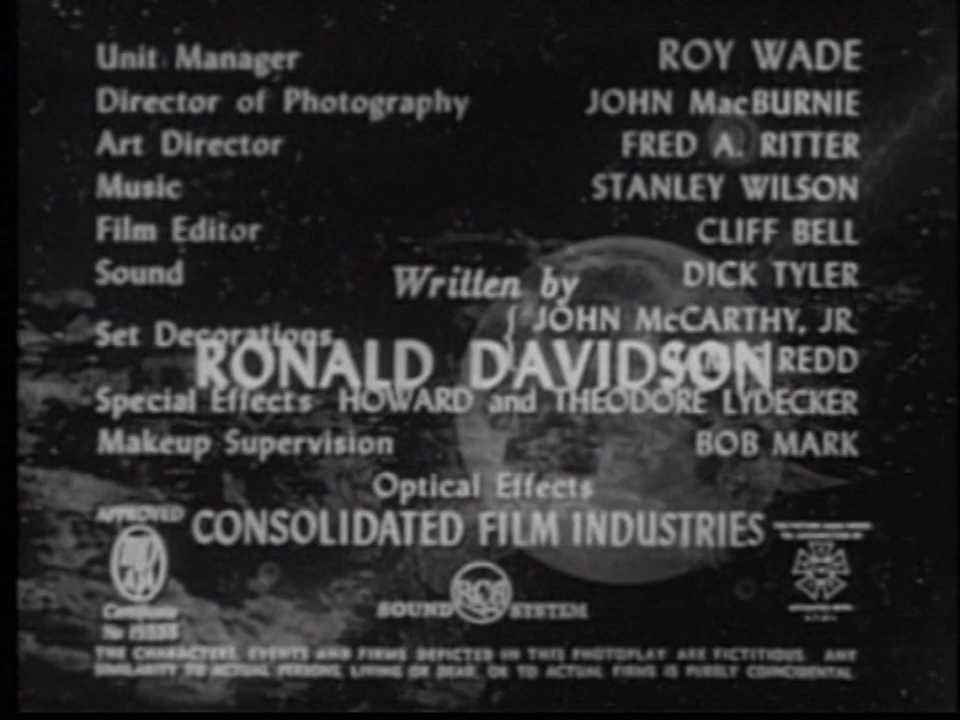 Unit Manager ROY WADE
Director of Photography JOHN MacBURNIE
Art Director FRED A. RITTER
Music STANLEY WILSON
Film Editor CLIFF BELL
Sound DICK TYLER
Written by
Set Decorations { JOHN McCARTHY, JR.
REDD
RONALD DAVIDSON
Special Effects HOWARD and THEODORE LYDECKER
Makeup Supervision BOB MARK
Optical Effects
CONSOLIDATED FILM INDUSTRIES
APPROVED
Certificate
No
SOUND RCA SYSTEM
THE CHARACTERS, EVENTS AND FIRMS DEPICTED IN THIS PHOTOPLAY ARE FICTITIOUS. ANY
SIMILARITY TO ACTUAL PERSONS, LIVING OR DEAD, OR TO ACTUAL FIRMS IS PURELY COINCIDENTAL.